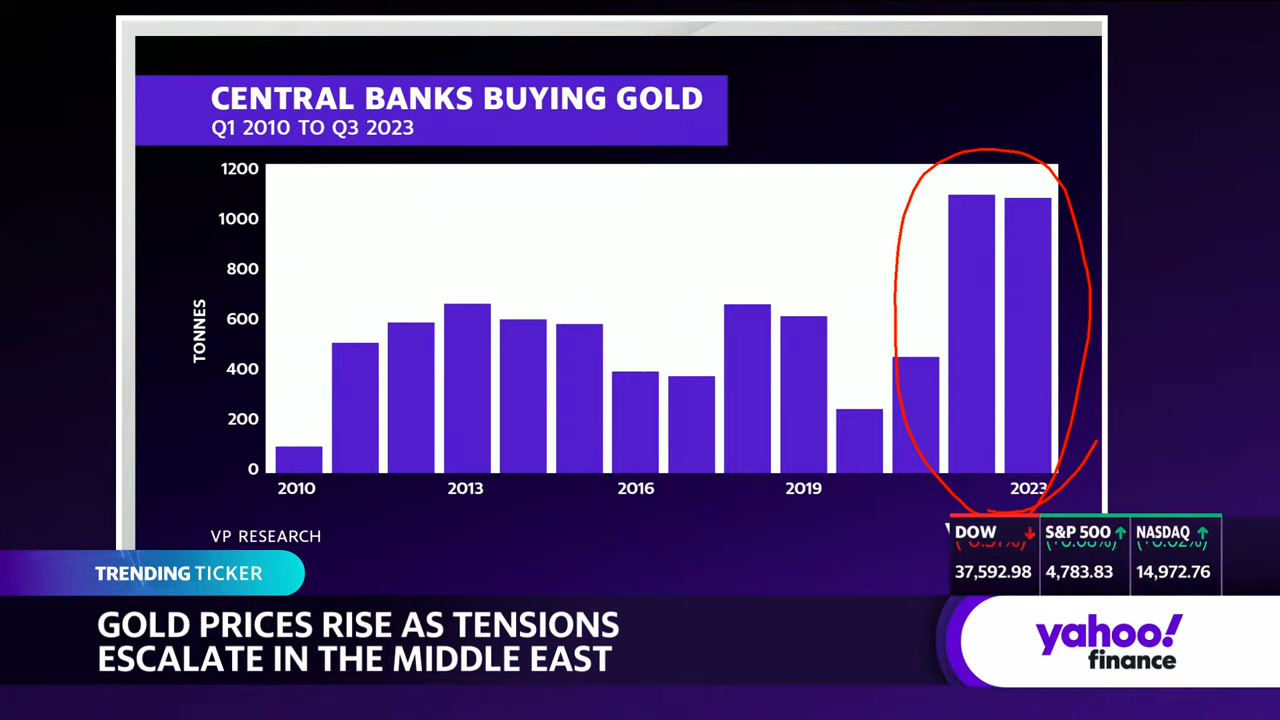 CENTRAL BANKS BUYING GOLD
Q1 2010 TO Q3 2023
1200
1000
800
600
400
200
0
TONNES
2010 2013 2016 2019 2023
VP RESEARCH
TRENDING TICKER
GOLD PRICES RISE AS TENSIONS
ESCALATE IN THE MIDDLE EAST
DOW S&P 500 NASDAQ
37,592.98 4,783.83 14,972.76
yahoo!
finance